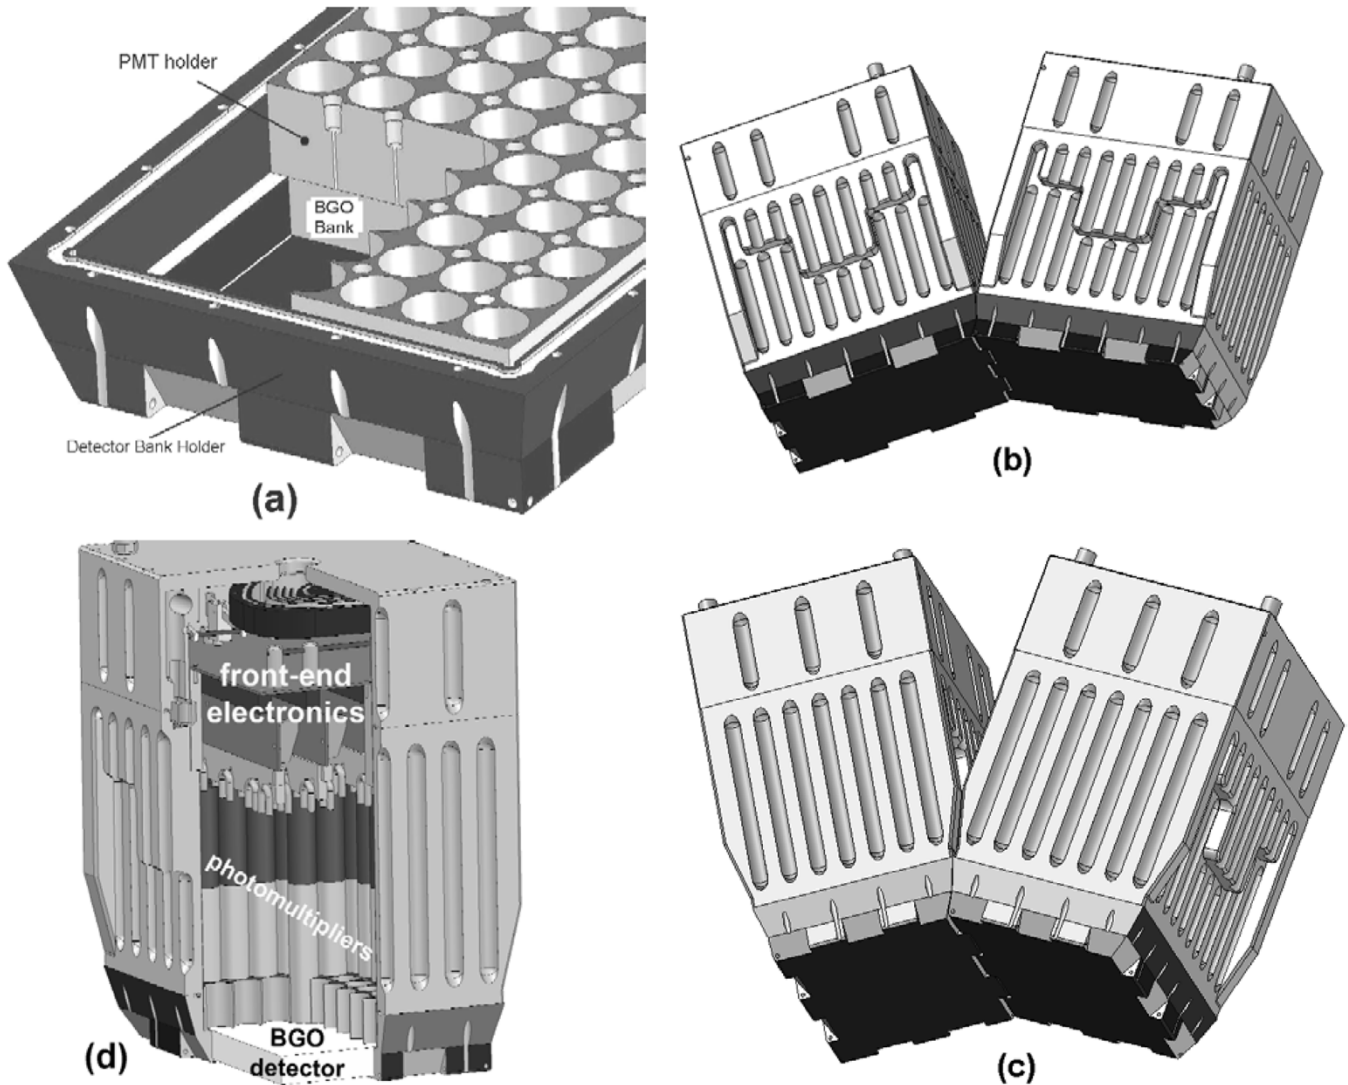 PMT holder
BGO
Bank
Detector Bank Holder
(a)
(b)
front-end
electronics
photomultipliers
BGO
detector
(d)
(c)